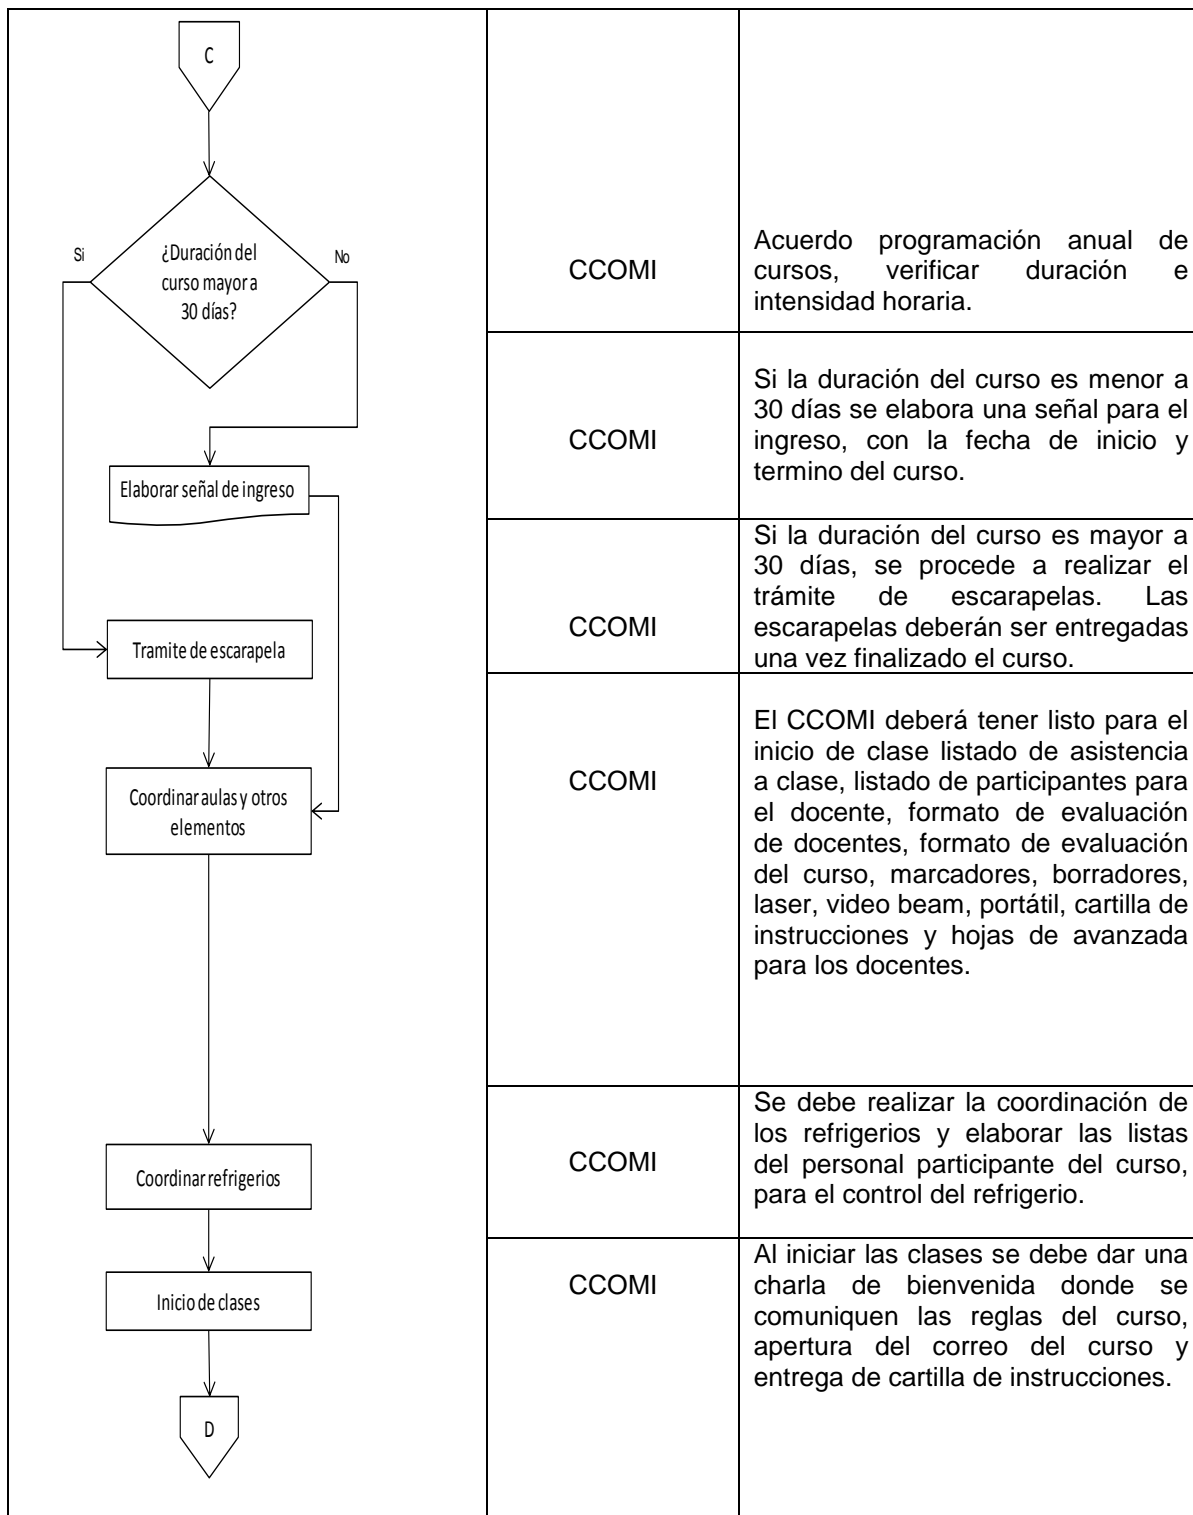 C
¿Duración del
curso mayor a
30 días?
Si
No
CCOMI
Acuerdo programación anual de
cursos, verificar duración e
intensidad horaria.
Elaborar señal de ingreso
CCOMI
Si la duración del curso es menor a
30 días se elabora una señal para el
ingreso, con la fecha de inicio y
termino del curso.
Tramite de escarapela
CCOMI
Si la duración del curso es mayor a
30 días, se procede a realizar el
trámite de escarapelas. Las
escarapelas deberán ser entregadas
una vez finalizado el curso.
Coordinar aulas y otros
elementos
CCOMI
El CCOMI deberá tener listo para el
inicio de clase listado de asistencia
a clase, listado de participantes para
el docente, formato de evaluación
de docentes, formato de evaluación
del curso, marcadores, borradores,
laser, video beam, portátil, cartilla de
instrucciones y hojas de avanzada
para los docentes.
Coordinar refrigerios
CCOMI
Se debe realizar la coordinación de
los refrigerios y elaborar las listas
del personal participante del curso,
para el control del refrigerio.
Inicio de clases
CCOMI
Al iniciar las clases se debe dar una
charla de bienvenida donde se
comuniquen las reglas del curso,
apertura del correo del curso y
entrega de cartilla de instrucciones.
D